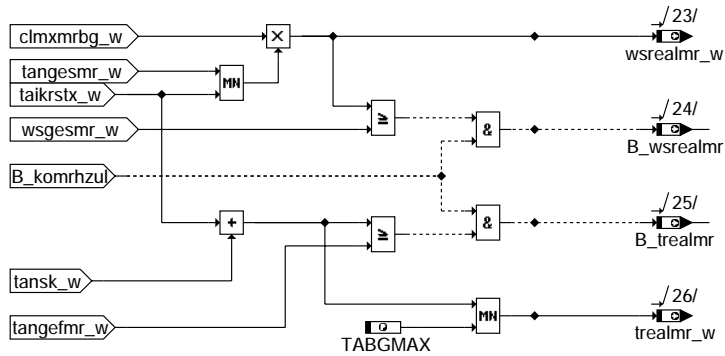 clmxmrbg_w
23/
wsrealmr_w
tangesmr_w
MN
taikrstx_w
24/
wsgesmr_w
≥
&
B_wsrealmr
B_komrhzul
25/
+
≥
&
B_trealmr
tansk_w
26/
tangefmr_w
MN
TABGMAX
trealmr_w